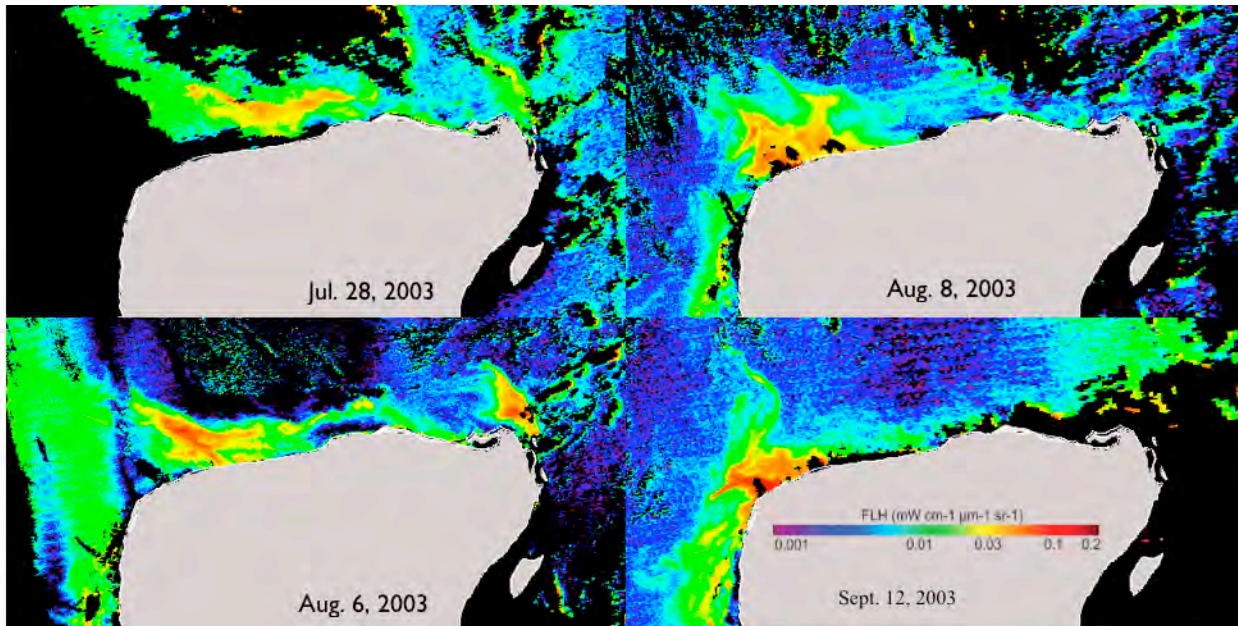 Jul. 28, 2003
Aug. 8, 2003
Aug. 6, 2003
FLH (mW cm-1 µm-1 sr-1)
0.001 0.01 0.03 0.1 0.2
Sept. 12, 2003